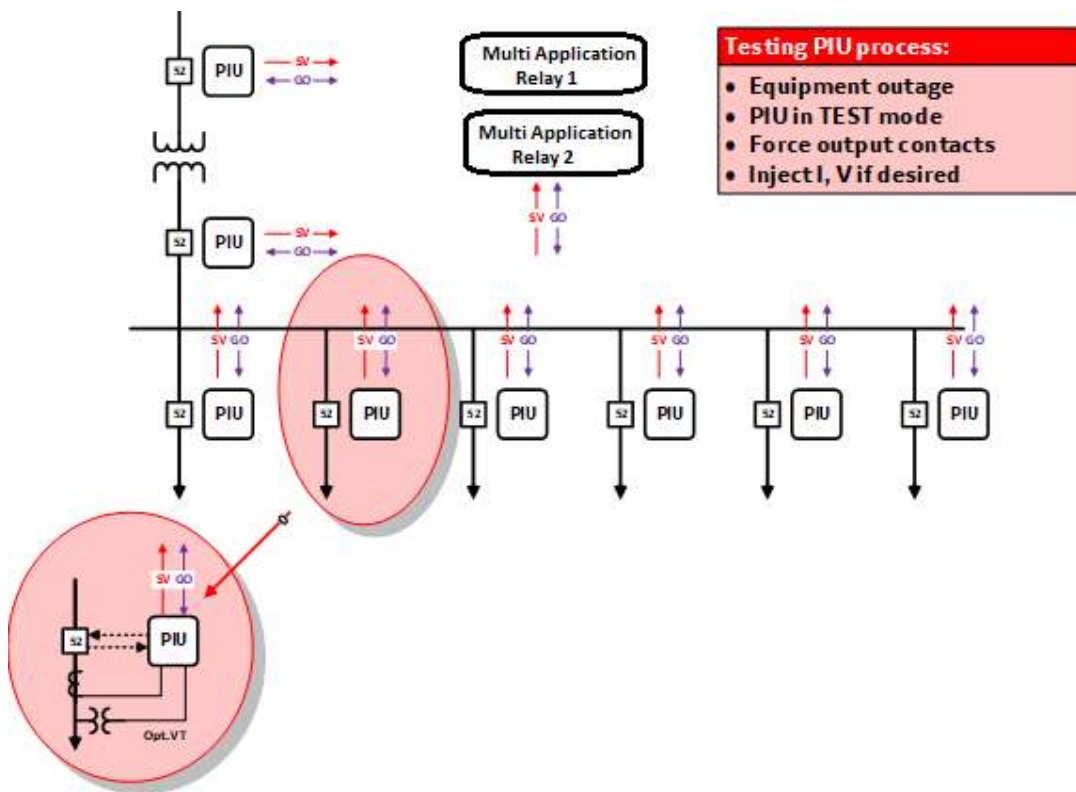 52
PIU
SV
GO
Multi Application
Relay 1
Multi Application
Relay 2
SV GO
Testing PIU process:
• Equipment outage
• PIU in TEST mode
• Force output contacts
• Inject I, V if desired
52
PIU
SV
GO
SV GO
SV GO
SV GO
SV GO
SV GO
SV GO
52
PIU
52
PIU
52
PIU
52
PIU
52
PIU
52
PIU
SV GO
52
PIU
Opt.VT